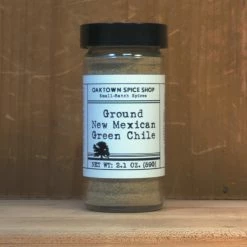 OAKTOWN SPICE SHOP
Small-Batch Spices
Ground
New Mexican
Green Chile
NET WT: 2.1 OZ. (59G)